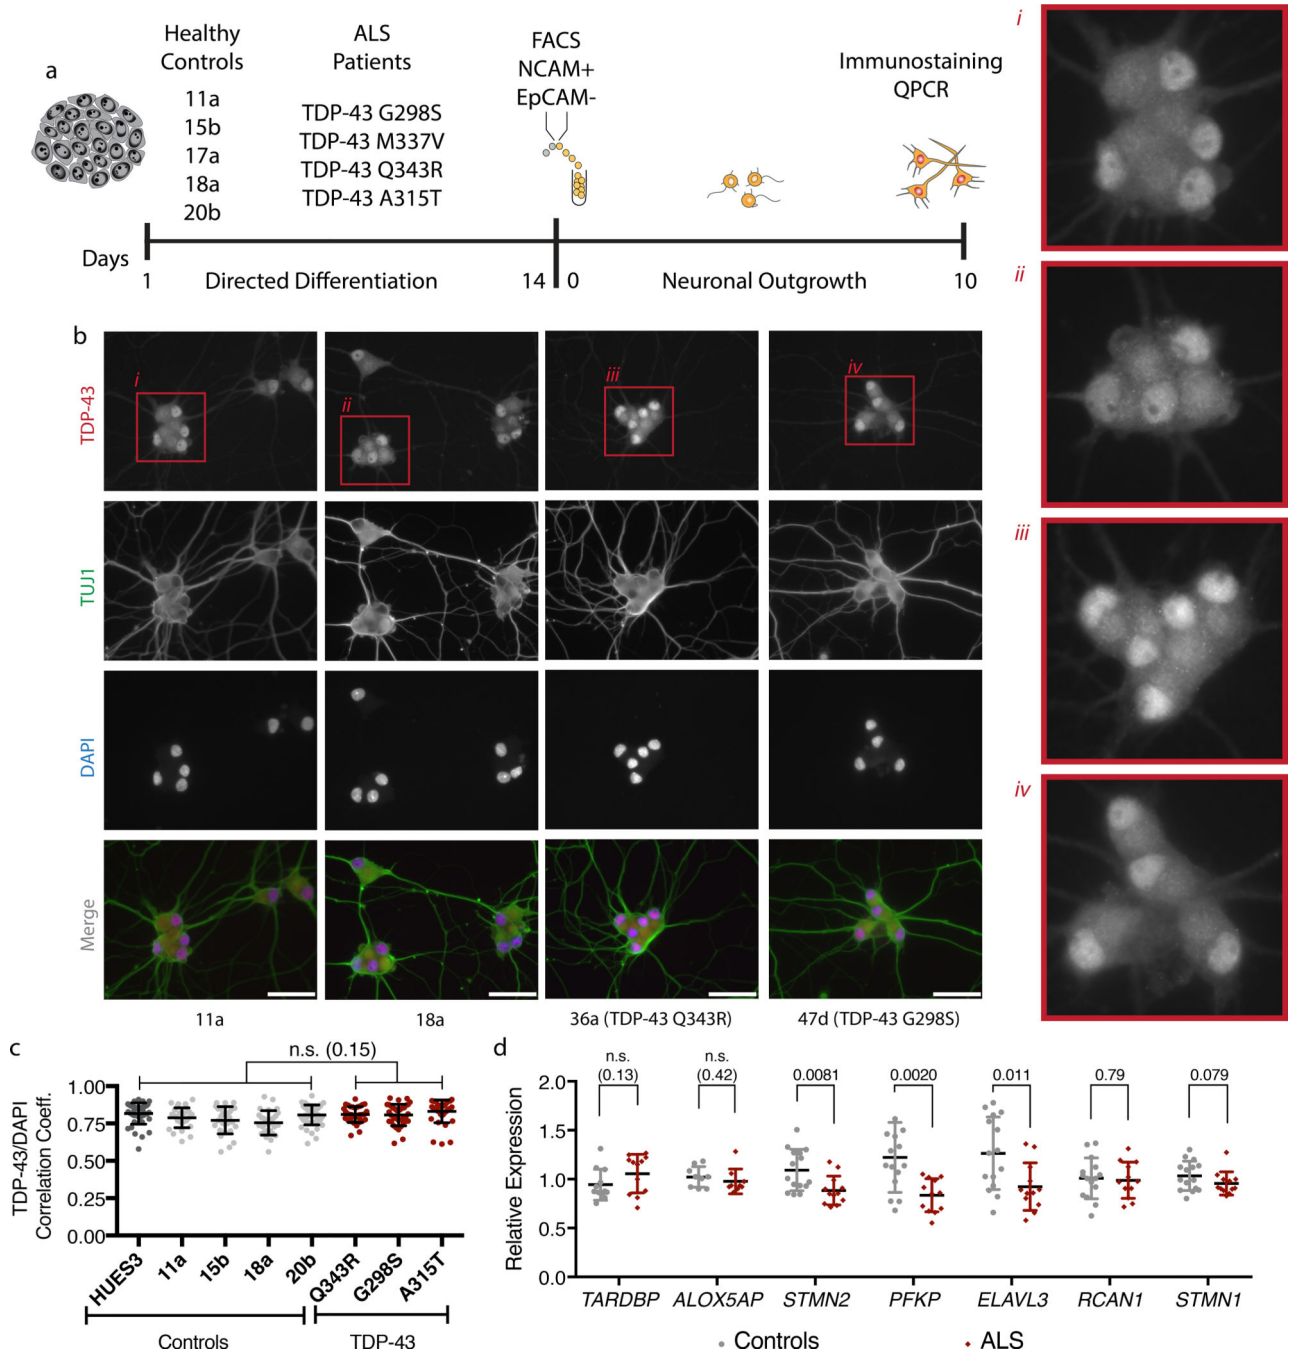 a
Healthy
Controls
11a
15b
17a
18a
20b
ALS
Patients
TDP-43 G298S
TDP-43 M337V
TDP-43 Q343R
TDP-43 A315T
FACS
NCAM+
EpCAM-
Immunostaining
QPCR
Days
1
Directed Differentiation
14
0
Neuronal Outgrowth
10
b
TDP-43
i
ii
iii
iv
TUJ1
DAPI
Merge
11a
18a
36a (TDP-43 Q343R)
47d (TDP-43 G298S)
i
ii
iii
iv
c
n.s. (0.15)
TDP-43/DAPI
Correlation Coeff.
1.00
0.75
0.50
0.25
0.00
HUES3
11a
15b
18a
20b
Q343R
G298S
A315T
Controls
TDP-43
d
Relative Expression
2.0
1.5
1.0
0.5
0.0
n.s.
(0.13)
n.s.
(0.42)
0.0081
0.0020
0.011
0.79
0.079
TARDBP
ALOX5AP
STMN2
PFKP
ELAVL3
RCAN1
STMN1
Controls
ALS